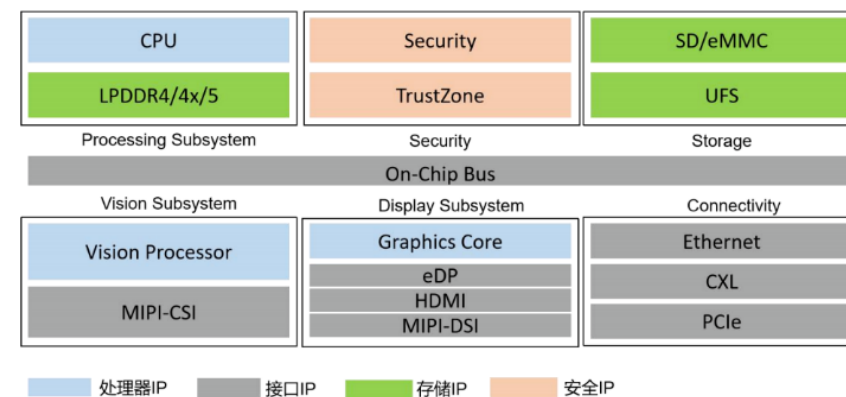 CPU Security SD/eMMC
LPDDR4/4x/5 TrustZone UFS
Processing Subsystem Security Storage
On-Chip Bus
Vision Subsystem Display Subsystem Connectivity
Vision Processor Graphics Core Ethernet
eDP CXL
HDMI
MIPI-CSI MIPI-DSI PCIe
处理器IP 接口IP 存储IP 安全IP